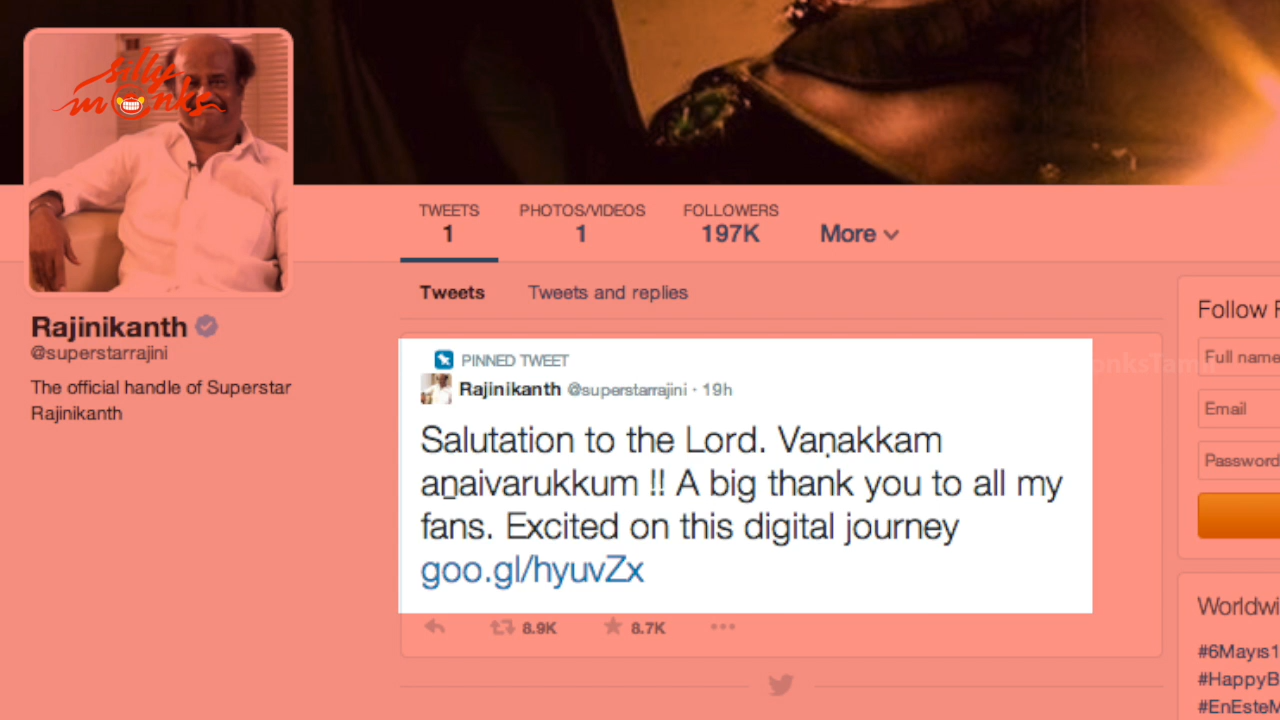 silly
monks
TWEETS
1
PHOTOS/VIDEOS
1
FOLLOWERS
197K
More
Tweets
Tweets and replies
Rajinikanth
@superstarrajini
The official handle of Superstar
Rajinikanth
PINNED TWEET
Rajinikanth @superstarrajini · 19h
Salutation to the Lord. Vaṇakkam
aṉaivarukkum !! A big thank you to all my
fans. Excited on this digital journey
goo.gl/hyuvZx
8.9K
8.7K
Follow
Full name
Email
Password
#6Mayıs1
#HappyB
#EnEsteM